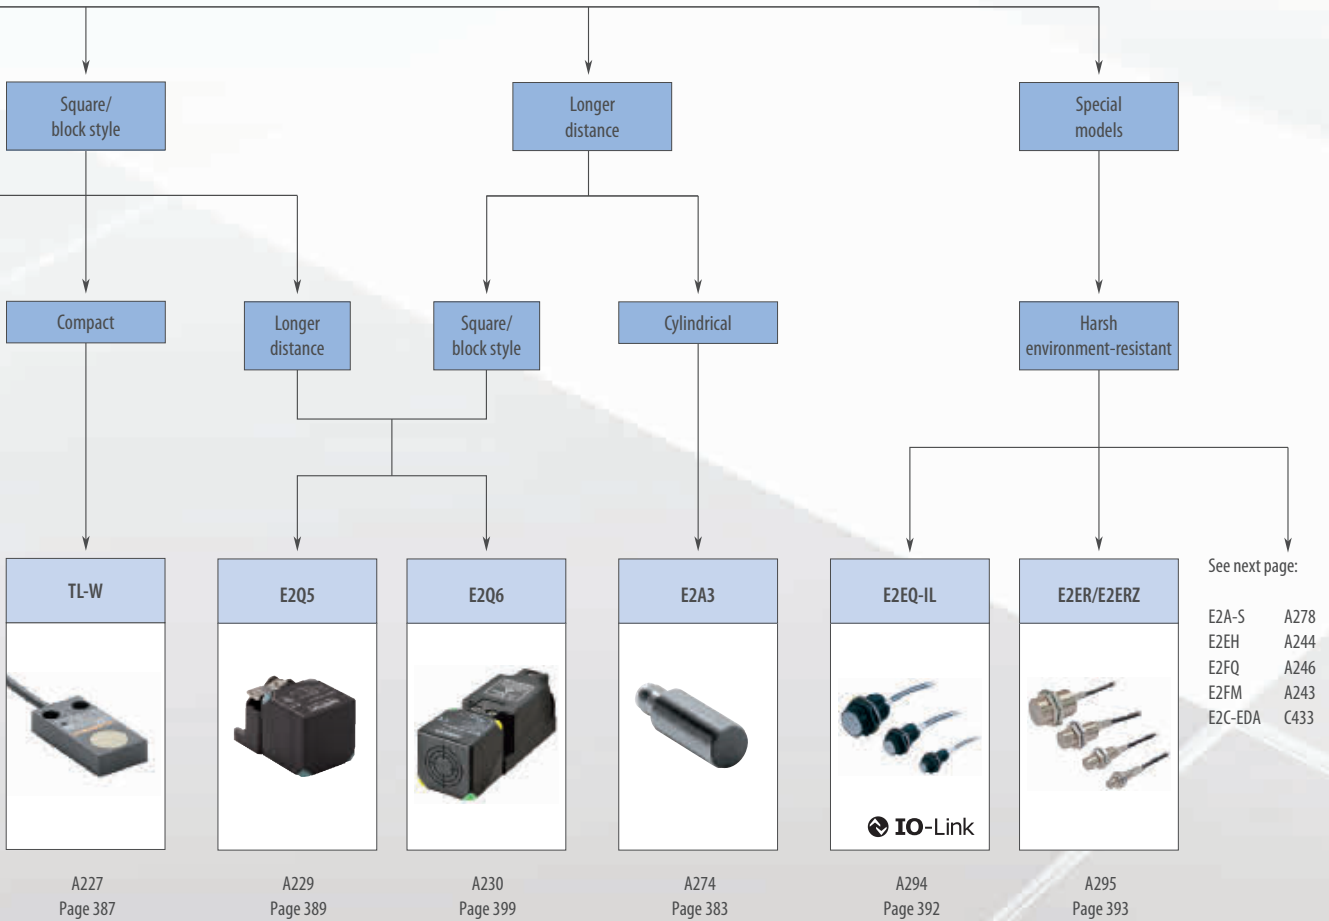 Square/
block style
Longer
distance
Special
models
Compact
Longer
distance
Square/
block style
Cylindrical
Harsh
environment-resistant
TL-W
E2Q5
E2Q6
E2A3
E2EQ-IL
E2ER/E2ERZ
See next page:
E2A-S A278
E2EH A244
E2FQ A246
E2FM A243
E2C-EDA C433
IO-Link
A227
Page 387
A229
Page 389
A230
Page 399
A274
Page 383
A294
Page 392
A295
Page 393